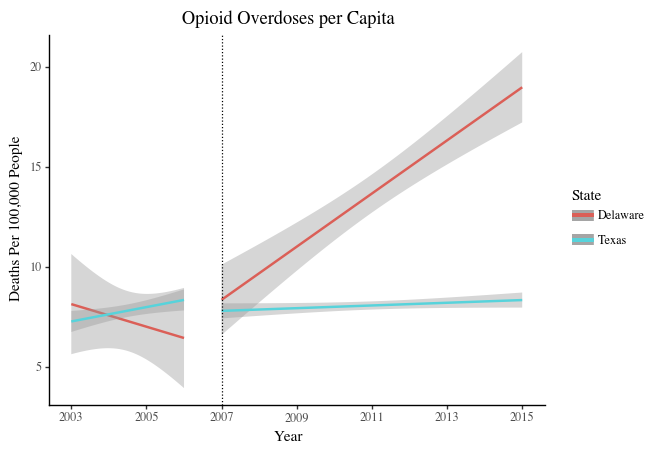 Opioid Overdoses per Capita
Deaths Per 100,000 People
20
15
10
5
2003 2005 2007 2009 2011 2013 2015
Year
State
Delaware
Texas